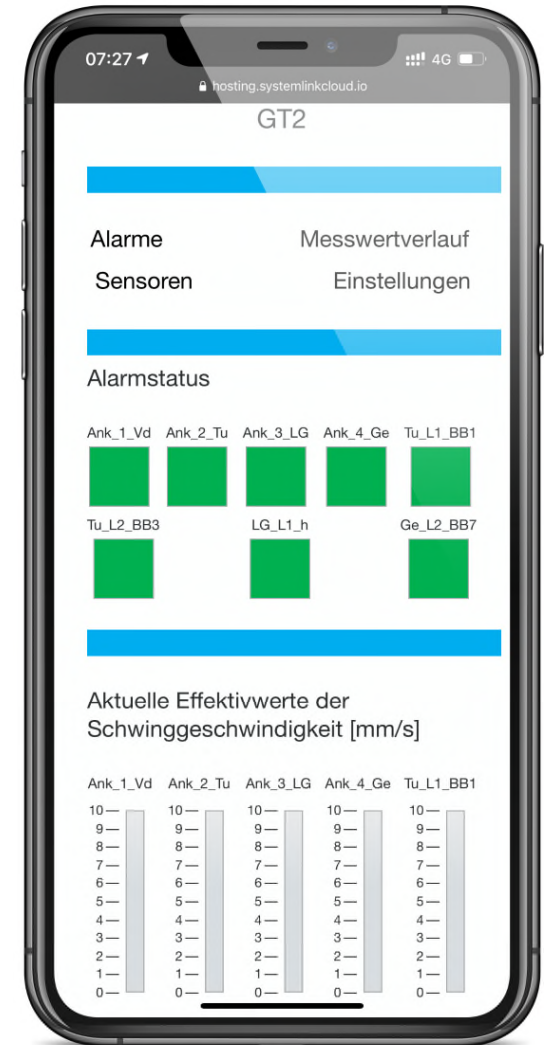 07:27 4G
hosting.systemlinkcloud.io
GT2
Alarme Messwertverlauf
Sensoren Einstellungen
Alarmstatus
Ank_1_Vd Ank_2_Tu Ank_3_LG Ank_4_Ge Tu_L1_BB1
Tu_L2_BB3 LG_L1_h Ge_L2_BB7
Aktuelle Effektivwerte der
Schwinggeschwindigkeit [mm/s]
Ank_1_Vd Ank_2_Tu Ank_3_LG Ank_4_Ge Tu_L1_BB1
10 10 10 10 10
9 9 9 9 9
8 8 8 8 8
7 7 7 7 7
6 6 6 6 6
5 5 5 5 5
4 4 4 4 4
3 3 3 3 3
2 2 2 2 2
1 1 1 1 1
0 0 0 0 0